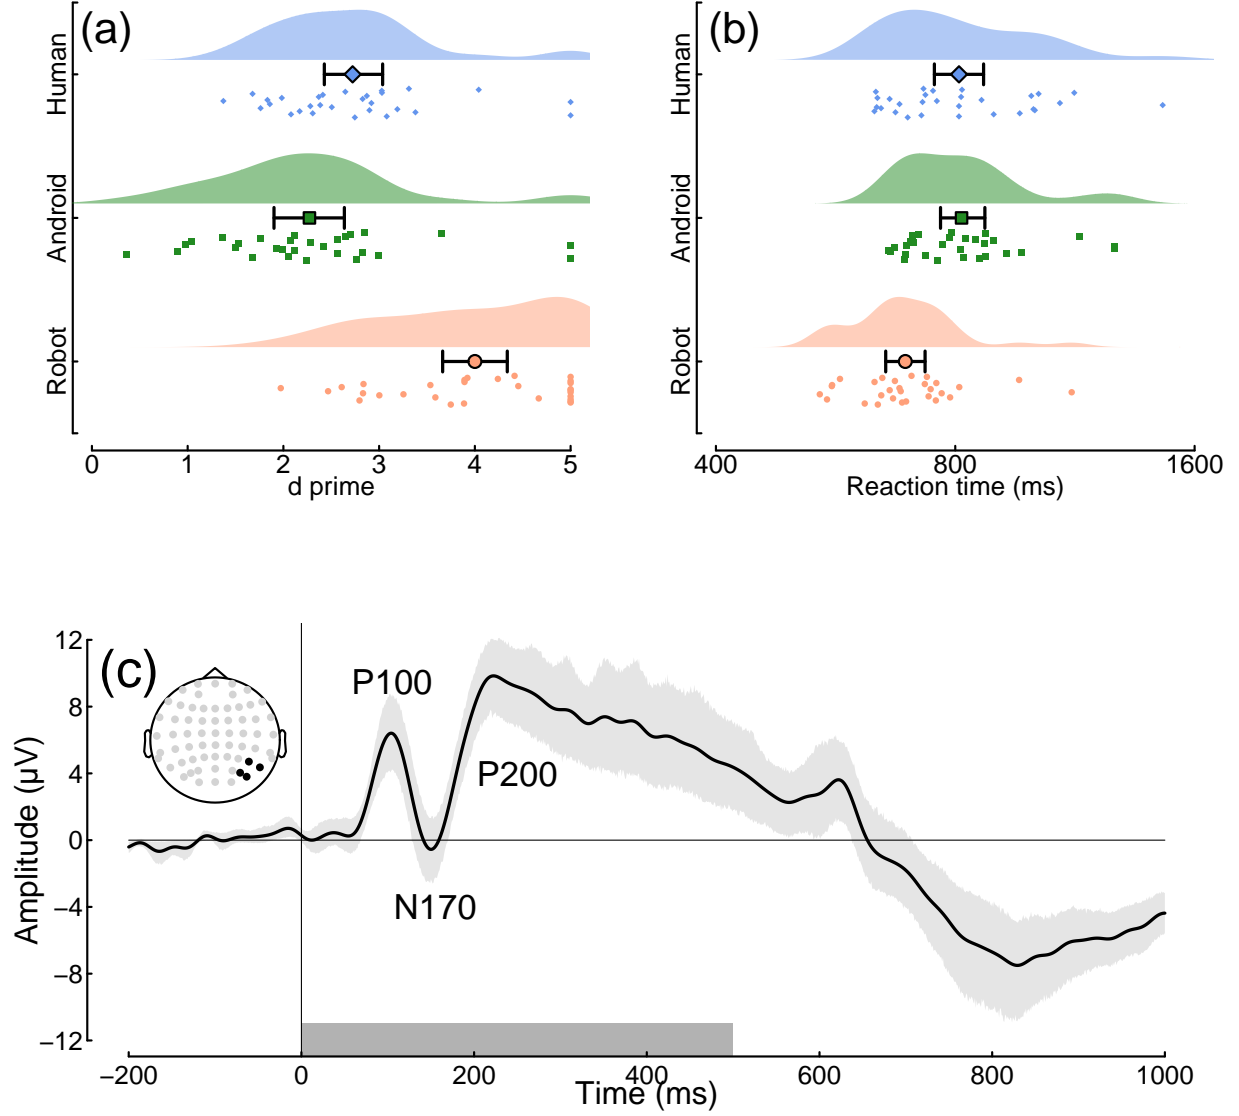 (a)
Human
Android
Robot
0 1 2 3 4 5
d prime
(b)
Human
Android
Robot
400 800 1600
Reaction time (ms)
(c)
12
8
4
0
−4
−8
−12
Amplitude (µV)
P100
P200
N170
−200 0 200 400 600 800 1000
Time (ms)